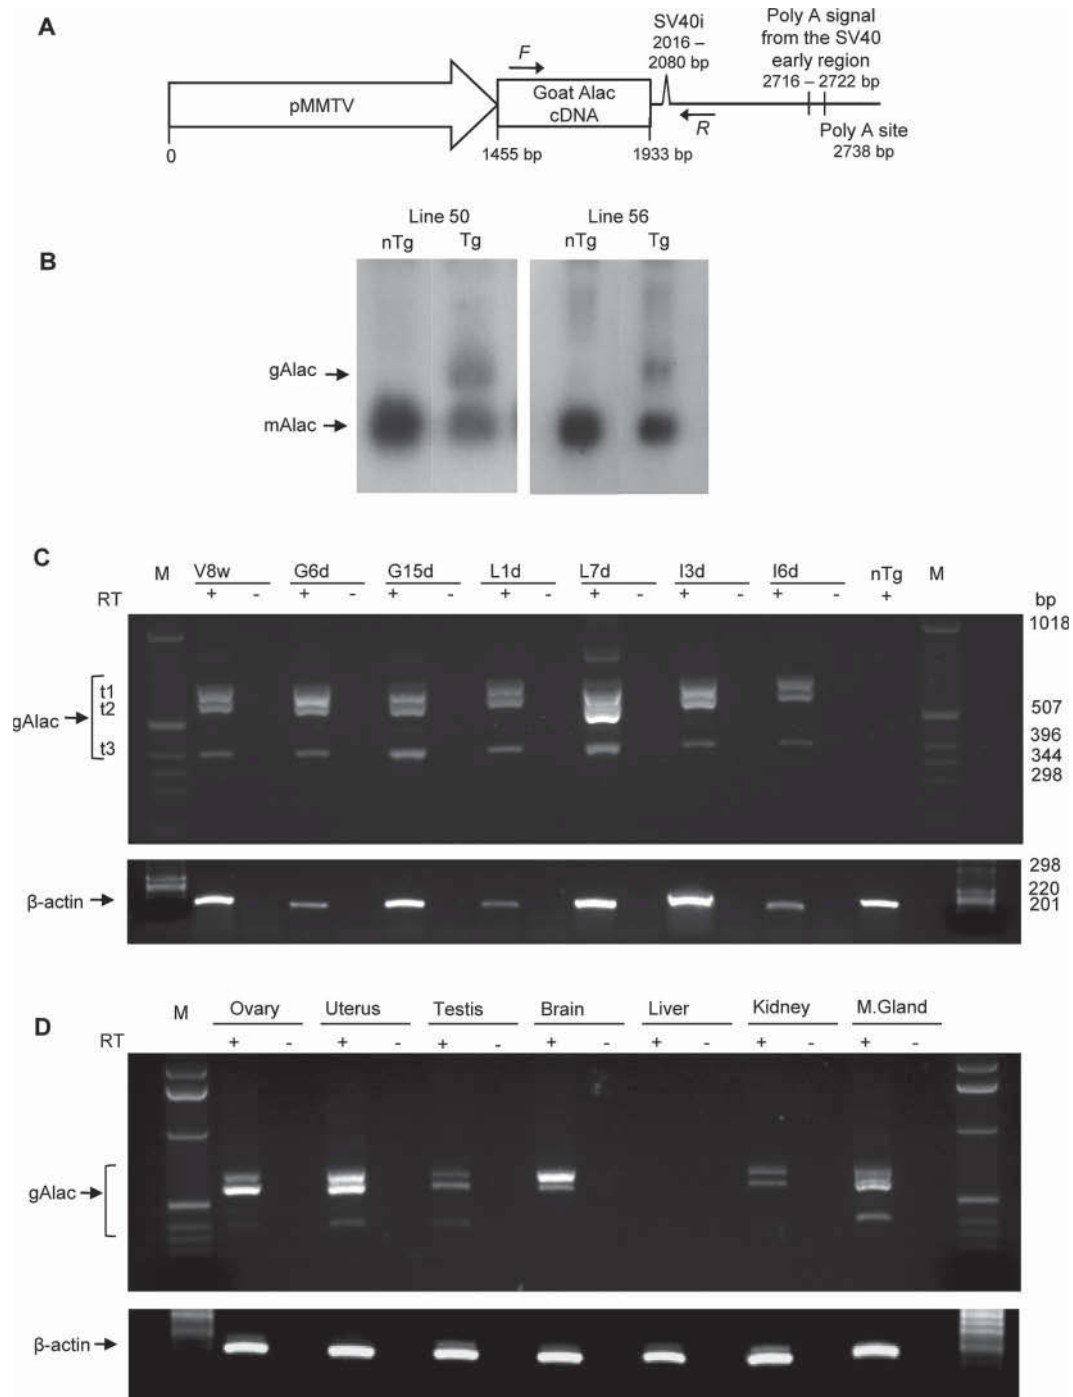 A
SV40i
2016 –
2080 bp
Poly A signal
from the SV40
early region
2716 – 2722 bp
F
pMMTV
Goat Alac
cDNA
R
0
1455 bp
1933 bp
Poly A site
2738 bp
B
Line 50
Line 56
nTg Tg nTg Tg
gAlac
mAlac
C
M V8w G6d G15d L1d L7d I3d I6d nTg M
RT + - + - + - + - + - + - + - + bp
1018
t1
t2
gAlac
t3
507
396
344
298
β-actin
298
220
201
D
M Ovary Uterus Testis Brain Liver Kidney M.Gland
RT + - + - + - + - + - + - + -
gAlac
β-actin